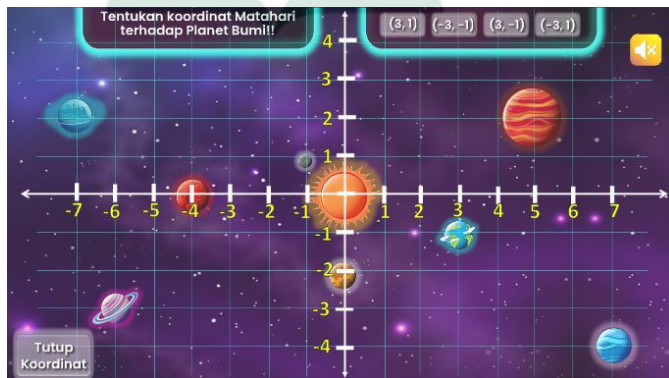 Tentukan koordinat Matahari
terhadap Planet Bumi!!
(3, 1) (-3, -1) (3, -1) (-3, 1)
4
3
2
1
-7 -6 -5 -4 -3 -2 -1 1 2 3 4 5 6 7
-1
-2
-3
-4
Tutup
Koordinat